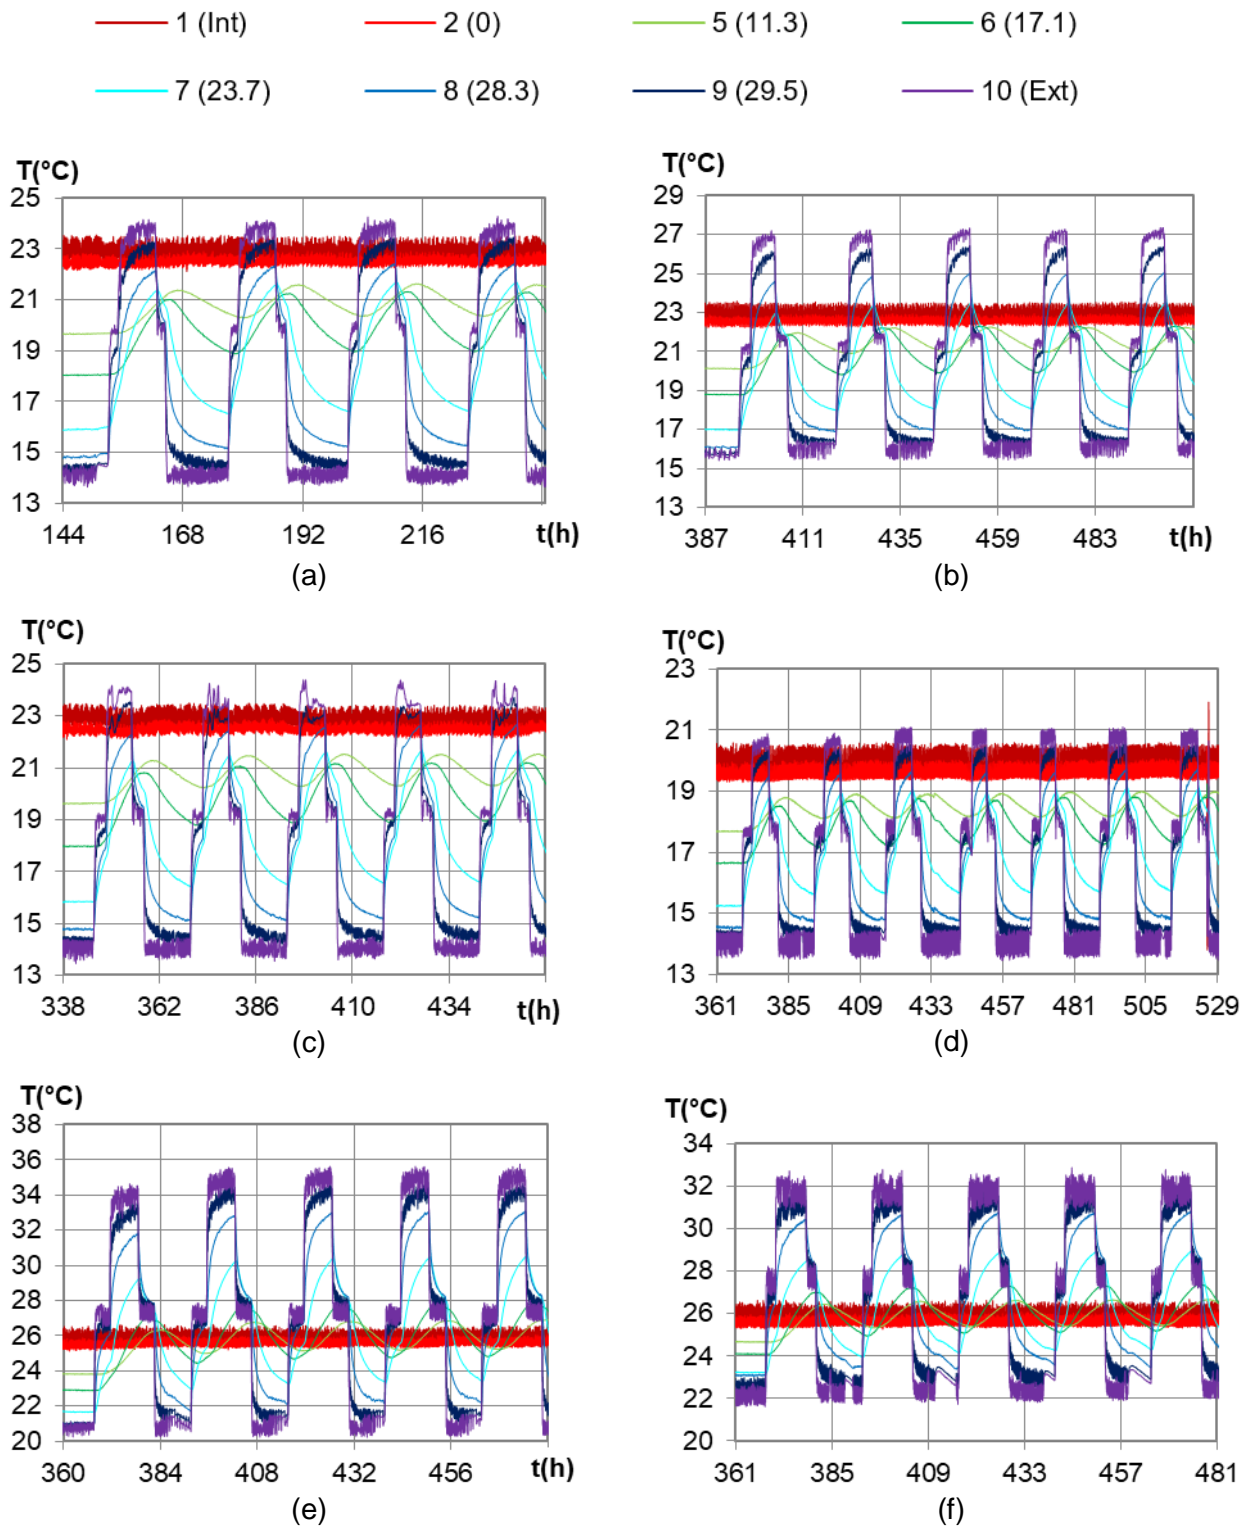 1 (Int) 2 (0) 5 (11.3) 6 (17.1)
7 (23.7) 8 (28.3) 9 (29.5) 10 (Ext)
T(°C)
25
23
21
19
17
15
13
144 168 192 216 t(h)
(a)
T(°C)
29
27
25
23
21
19
17
15
13
387 411 435 459 483 t(h)
(b)
T(°C)
25
23
21
19
17
15
13
338 362 386 410 434 t(h)
(c)
T(°C)
23
21
19
17
15
13
361 385 409 433 457 481 505 529
(d)
T(°C)
38
36
34
32
30
28
26
24
22
20
360 384 408 432 456 t(h)
(e)
T(°C)
34
32
30
28
26
24
22
20
361 385 409 433 457 481
(f)